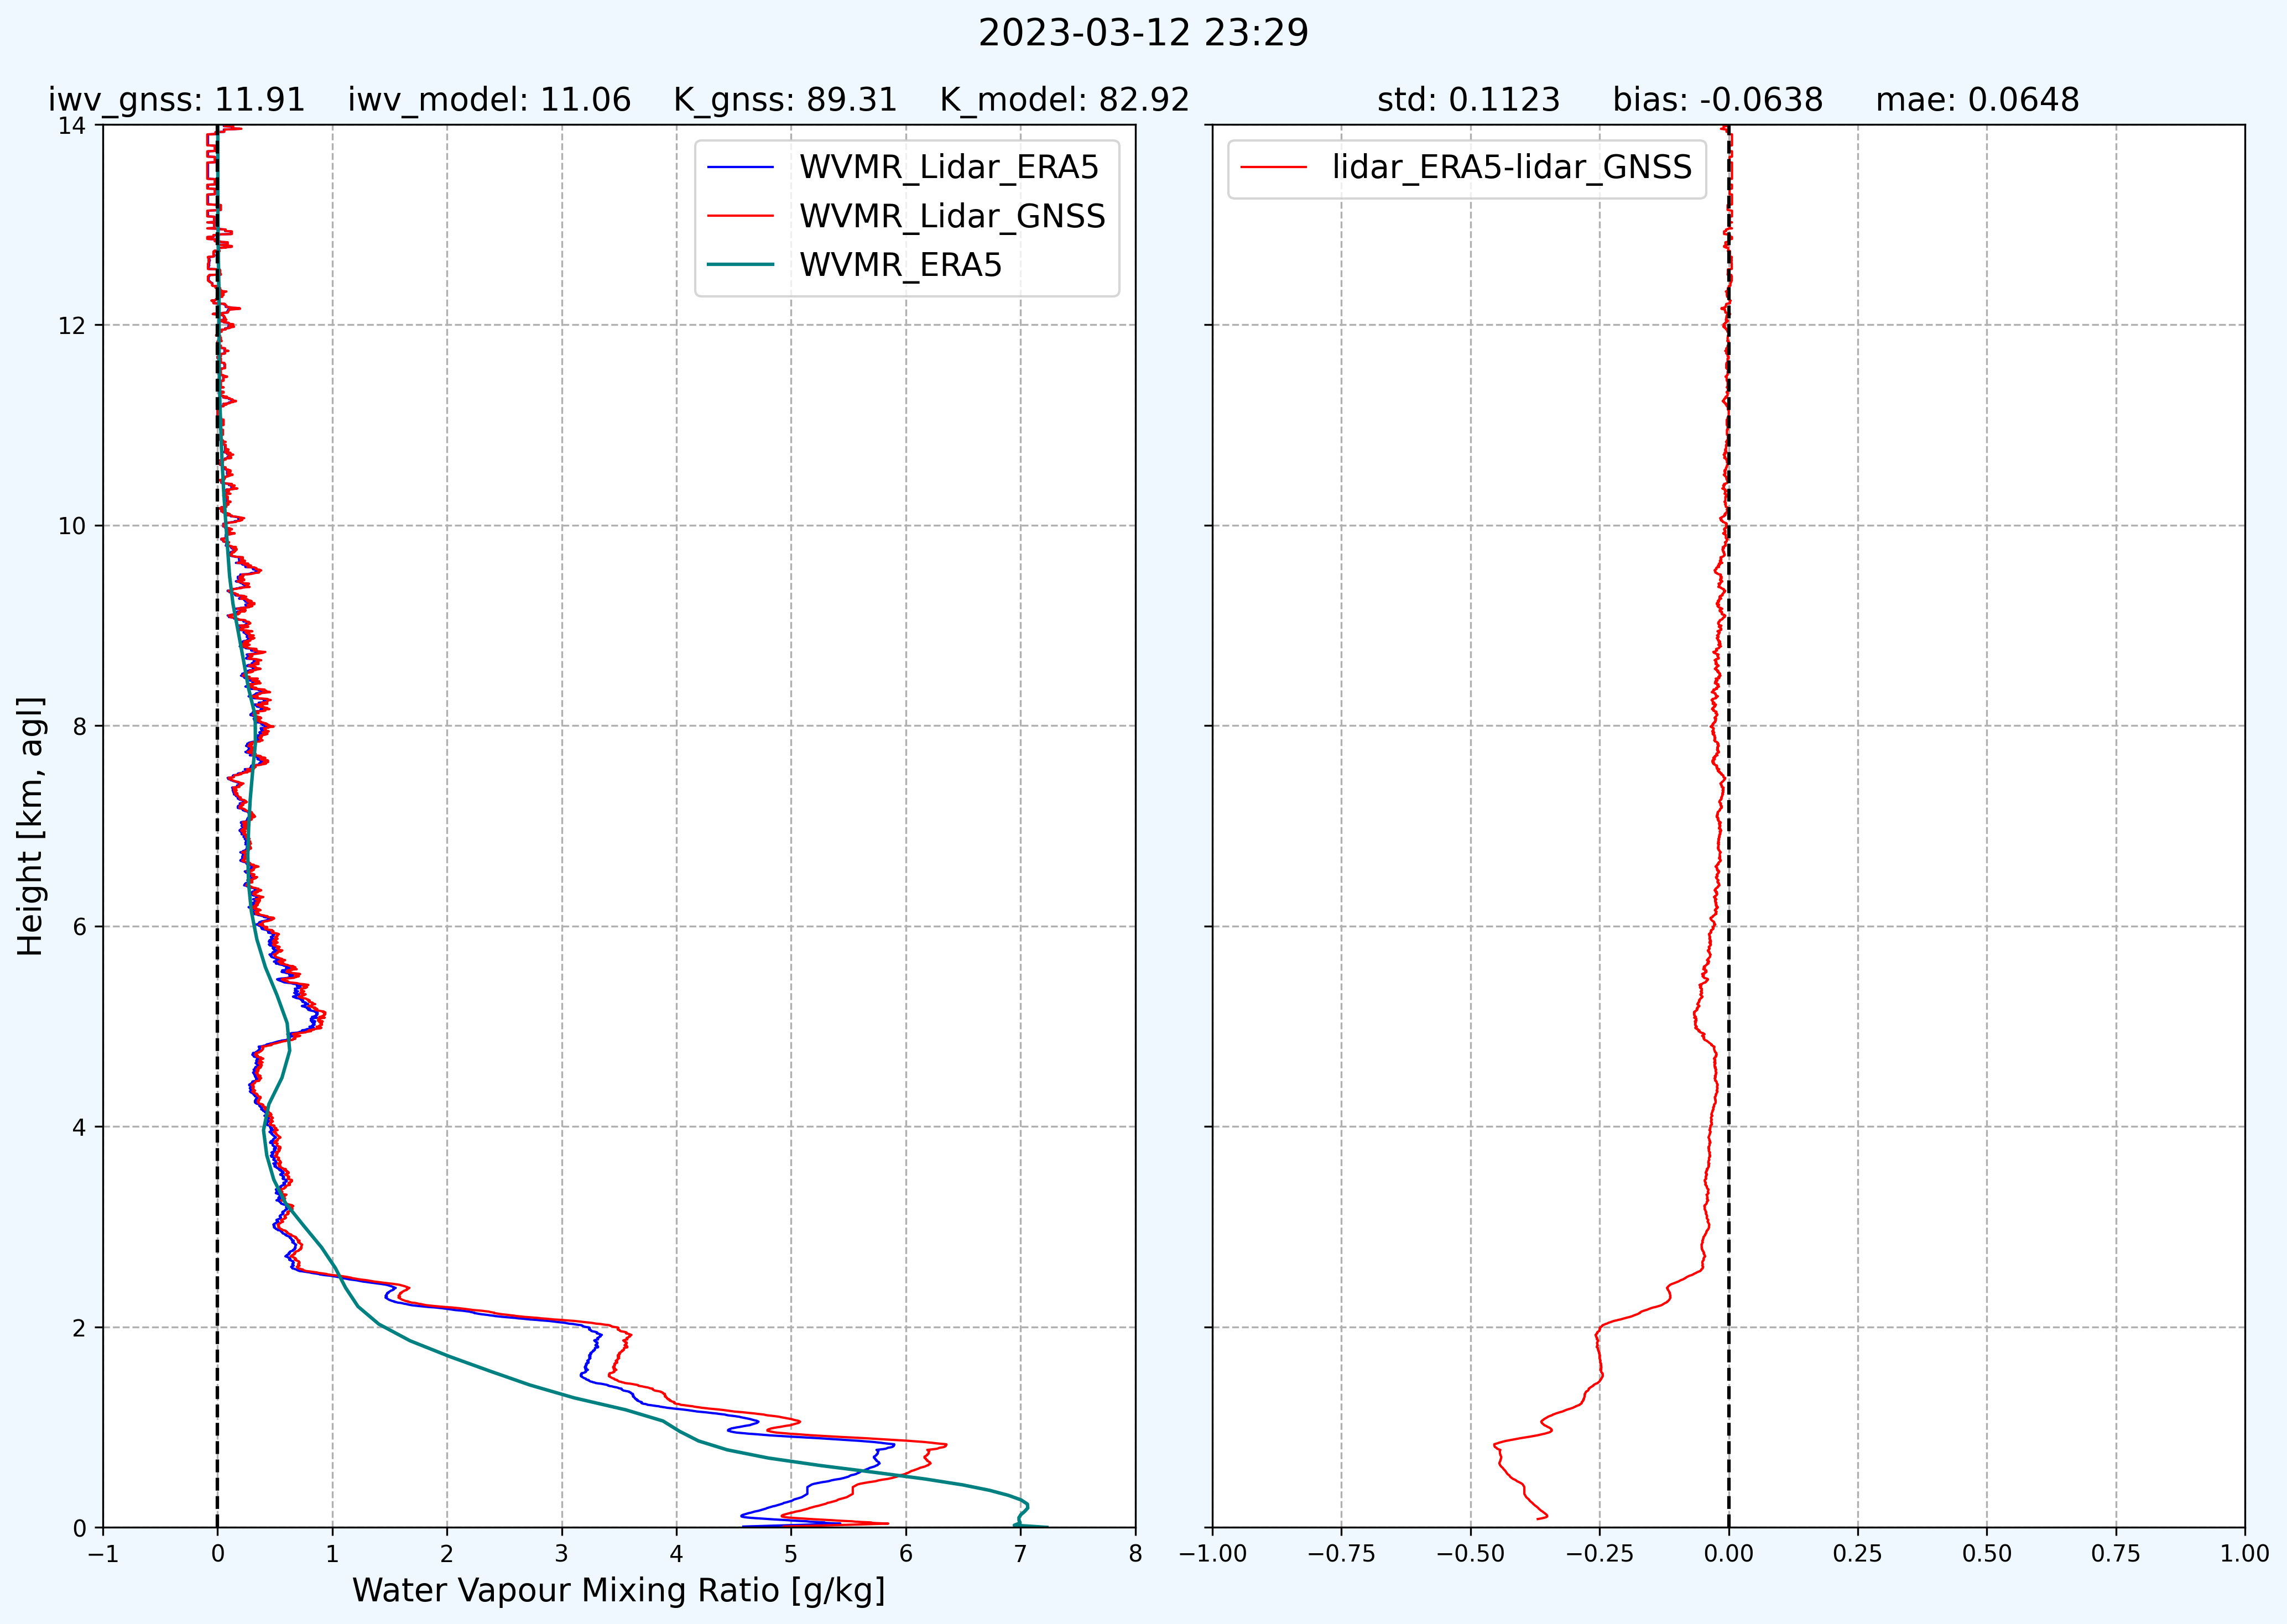 2023-03-12 23:29
iwv_gnss: 11.91 iwv_model: 11.06 K_gnss: 89.31 K_model: 82.92
std: 0.1123 bias: -0.0638 mae: 0.0648
WVMR_Lidar_ERA5
WVMR_Lidar_GNSS
WVMR_ERA5
lidar_ERA5-lidar_GNSS
Height [km, agl]
14
12
10
8
6
4
2
0
−1 0 1 2 3 4 5 6 7 8
Water Vapour Mixing Ratio [g/kg]
−1.00 −0.75 −0.50 −0.25 0.00 0.25 0.50 0.75 1.00